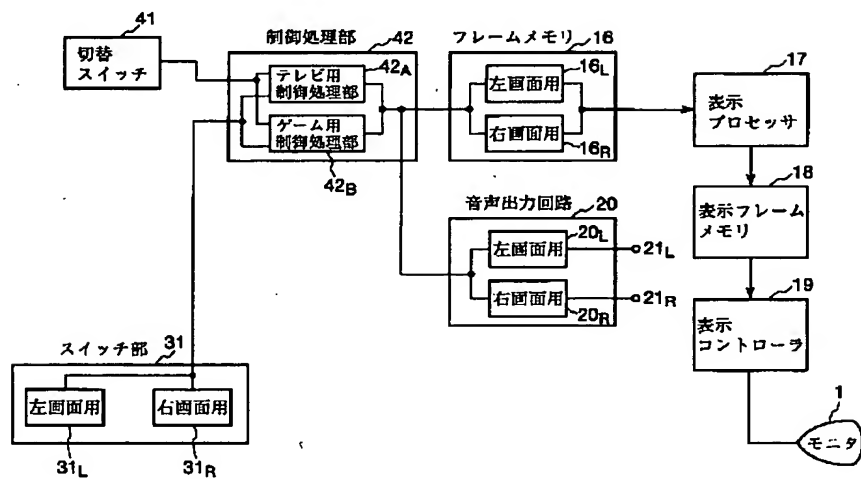 41
切替
スイッチ
制御処理部 42
テレビ用
制御処理部
42A
ゲーム用
制御処理部
42B
フレームメモリ 16
16L
左画面用
右画面用
16R
17
表示
プロセッサ
18
表示フレーム
メモリ
19
表示
コントローラ
1
モニタ
音声出力回路 20
20L
左画面用
21L
右画面用
20R
21R
スイッチ部 31
左画面用
右画面用
31L
31R